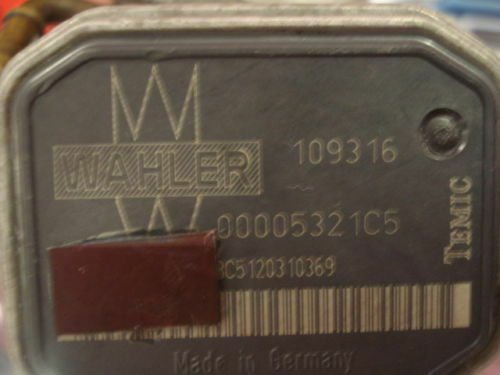 WAHLER
109316
00005321C5
TEMIC
3C5120310369
Made in Germany